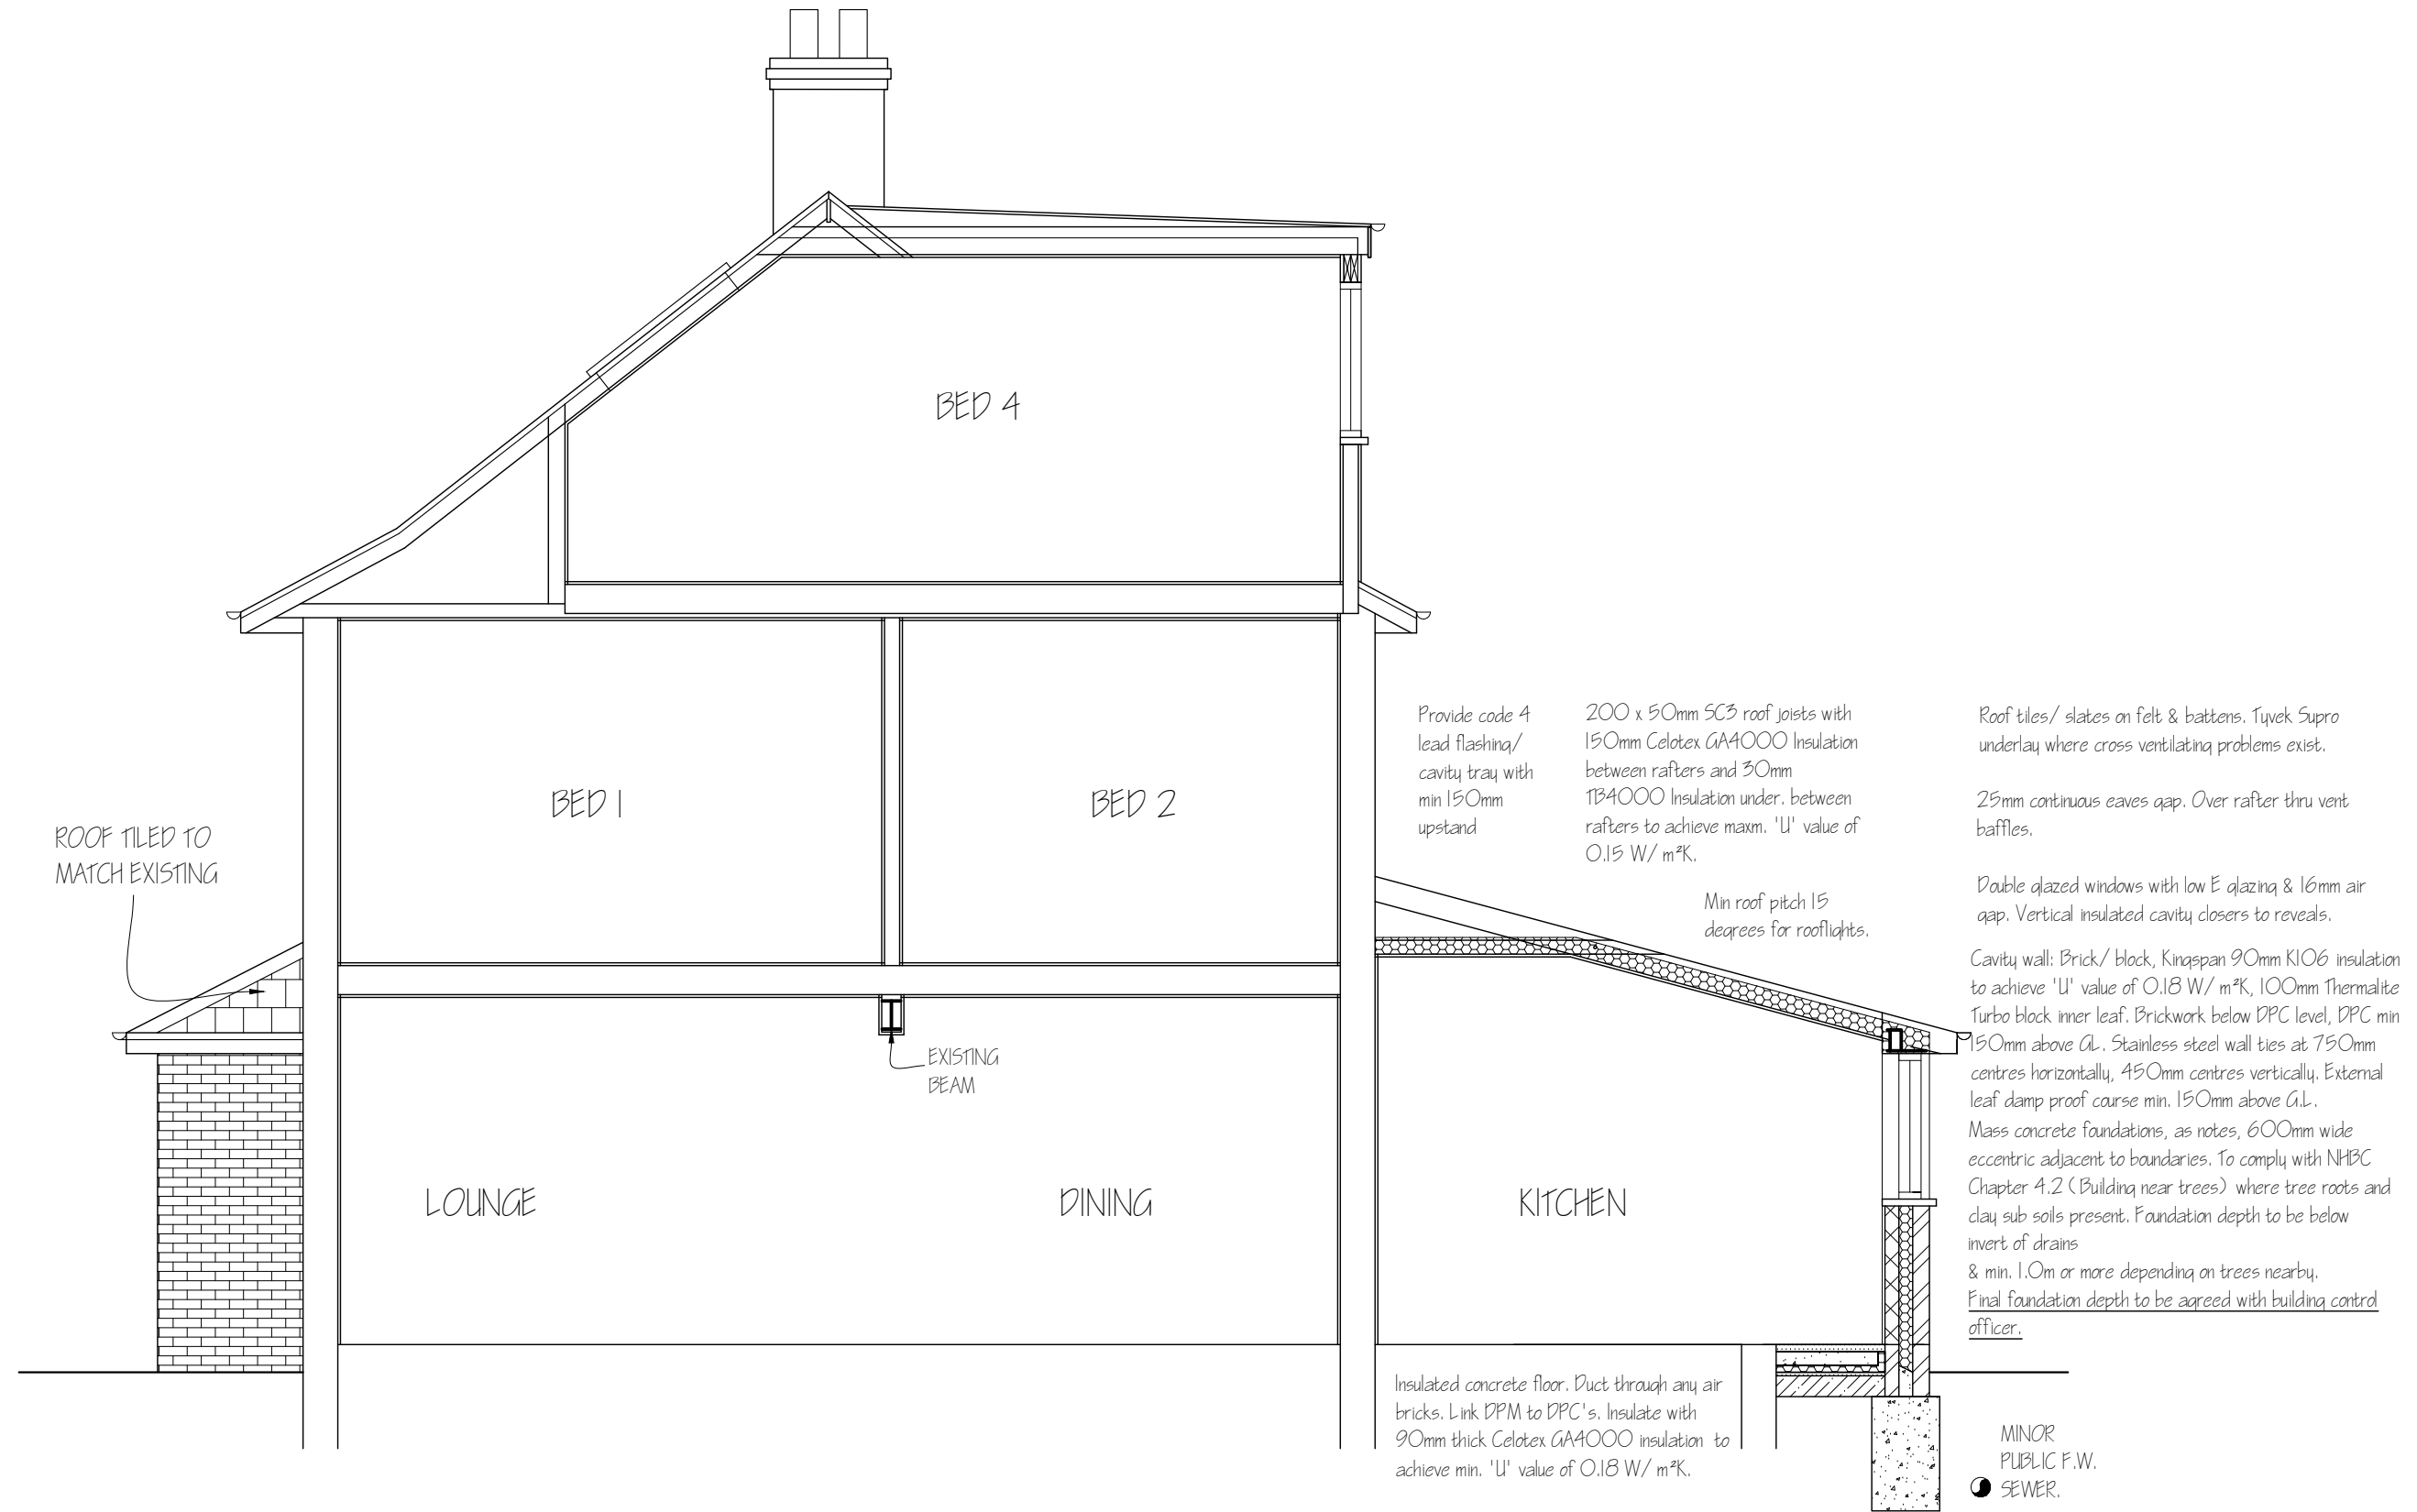 BED 4
Provide code 4
lead flashing/
cavity tray with
min 150mm
upstand
200 x 50mm SC3 roof joists with
150mm Celotex GA4000 Insulation
between rafters and 30mm
TB4000 Insulation under. between
rafters to achieve maxm. 'U' value of
0.15 W/ m²K.
Roof tiles/ slates on felt & battens. Tyvek Supro
underlay where cross ventilating problems exist.
25mm continuous eaves gap. Over rafter thru vent
baffles.
BED 1
BED 2
ROOF TILED TO
MATCH EXISTING
Min roof pitch 15
degrees for rooflights.
Double glazed windows with low E glazing & 16mm air
gap. Vertical insulated cavity closers to reveals.
Cavity wall: Brick/ block, Kingspan 90mm K106 insulation
to achieve 'U' value of 0.18 W/ m²K, 100mm Thermalite
Turbo block inner leaf. Brickwork below DPC level, DPC min
150mm above GL. Stainless steel wall ties at 750mm
centres horizontally, 450mm centres vertically. External
leaf damp proof course min. 150mm above G.L.
Mass concrete foundations, as notes, 600mm wide
eccentric adjacent to boundaries. To comply with NHBC
Chapter 4.2 (Building near trees) where tree roots and
clay sub soils present. Foundation depth to be below
invert of drains
& min. 1.0m or more depending on trees nearby.
Final foundation depth to be agreed with building control
officer.
EXISTING
BEAM
LOUNGE
DINING
KITCHEN
Insulated concrete floor. Duct through any air
bricks. Link DPM to DPC's. Insulate with
90mm thick Celotex GA4000 insulation to
achieve min. 'U' value of 0.18 W/ m²K.
MINOR
PUBLIC F.W.
SEWER.